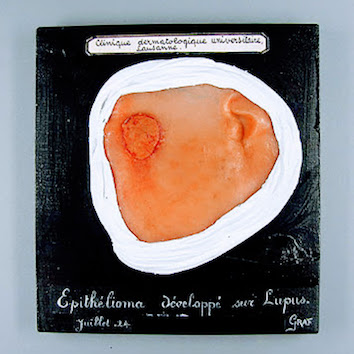 Clinique dermatologique universitaire,
Lausanne.
Epithélioma développé sur Lupus.
Juillet 24
GRAF